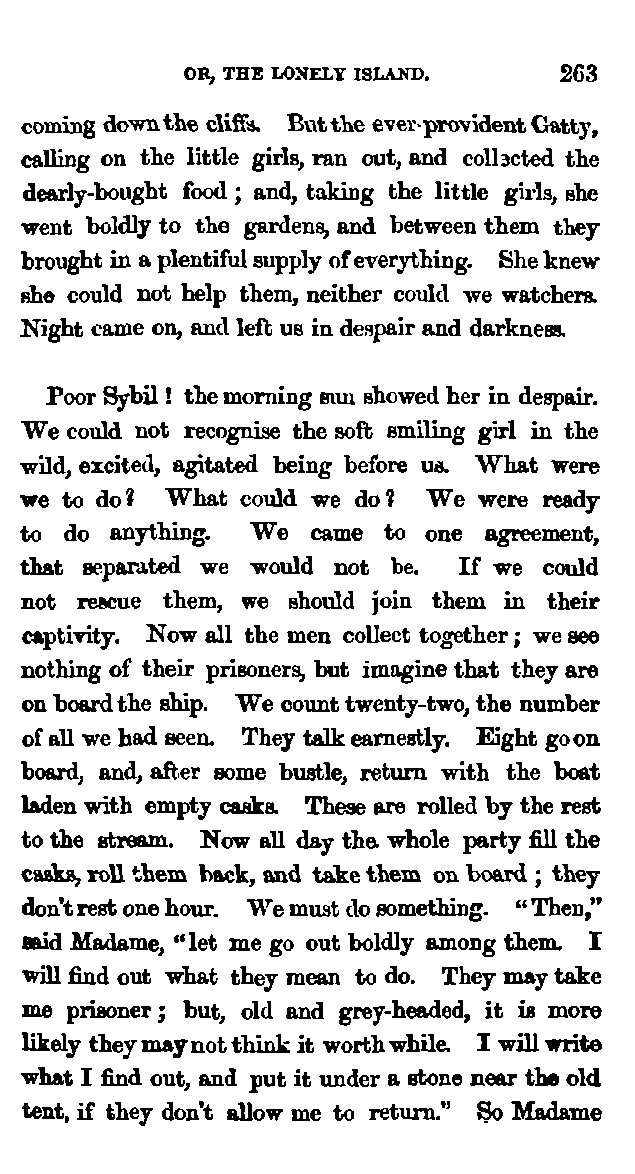 OR, THE LONELY ISLAND. 263
coming down the cliffs. But the ever-provident Gatty,
calling on the little girls, ran out, and collected the
dearly-bought food ; and, taking the little girls, she
went boldly to the gardens, and between them they
brought in a plentiful supply of everything. She knew
she could not help them, neither could we watchers.
Night came on, and left us in despair and darkness.
Poor Sybil ! the morning sun showed her in despair.
We could not recognise the soft smiling girl in the
wild, excited, agitated being before us. What were
we to do ? What could we do ? We were ready
to do anything. We came to one agreement,
that separated we would not be. If we could
not rescue them, we should join them in their
captivity. Now all the men collect together ; we see
nothing of their prisoners, but imagine that they are
on board the ship. We count twenty-two, the number
of all we had seen. They talk earnestly. Eight go on
board, and, after some bustle, return with the boat
laden with empty casks. These are rolled by the rest
to the stream. Now all day the whole party fill the
casks, roll them back, and take them on board ; they
don't rest one hour. We must do something. "Then,"
said Madame, "let me go out boldly among them. I
will find out what they mean to do. They may take
me prisoner ; but, old and grey-headed, it is more
likely they may not think it worth while. I will write
what I find out, and put it under a stone near the old
tent, if they don't allow me to return." So Madame